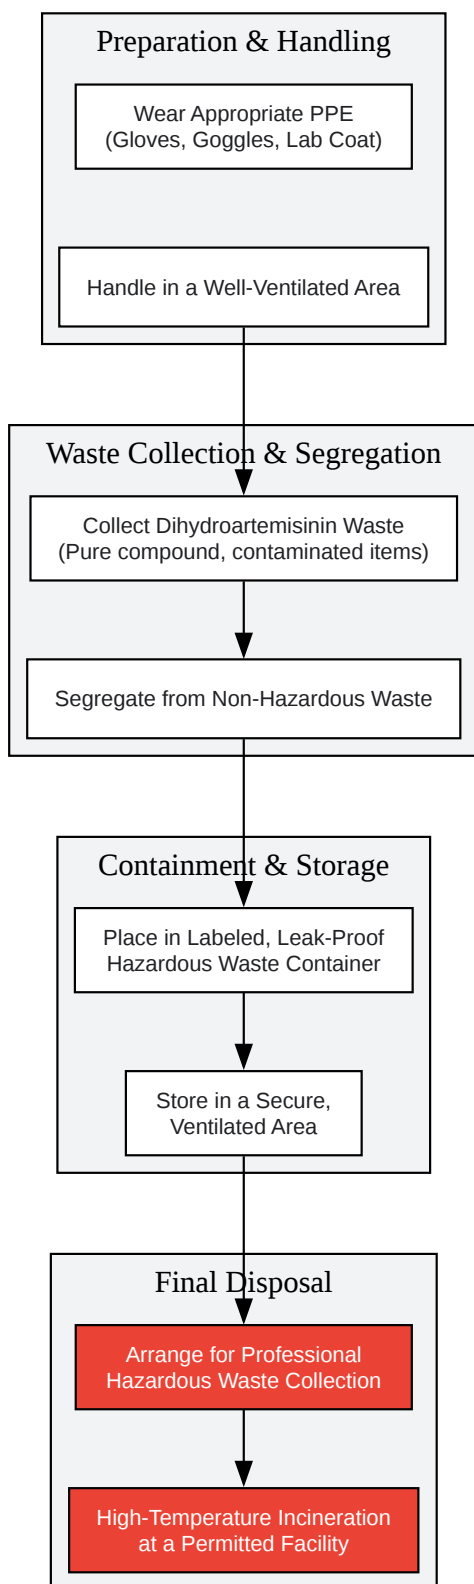 Preparation & Handling
Wear Appropriate PPE
(Gloves, Goggles, Lab Coat)
Handle in a Well-Ventilated Area
Waste Collection & Segregation
Collect Dihydroartemisinin Waste
(Pure compound, contaminated items)
Segregate from Non-Hazardous Waste
Containment & Storage
Place in Labeled, Leak-Proof
Hazardous Waste Container
Store in a Secure,
Ventilated Area
Final Disposal
Arrange for Professional
Hazardous Waste Collection
High-Temperature Incineration
at a Permitted Facility